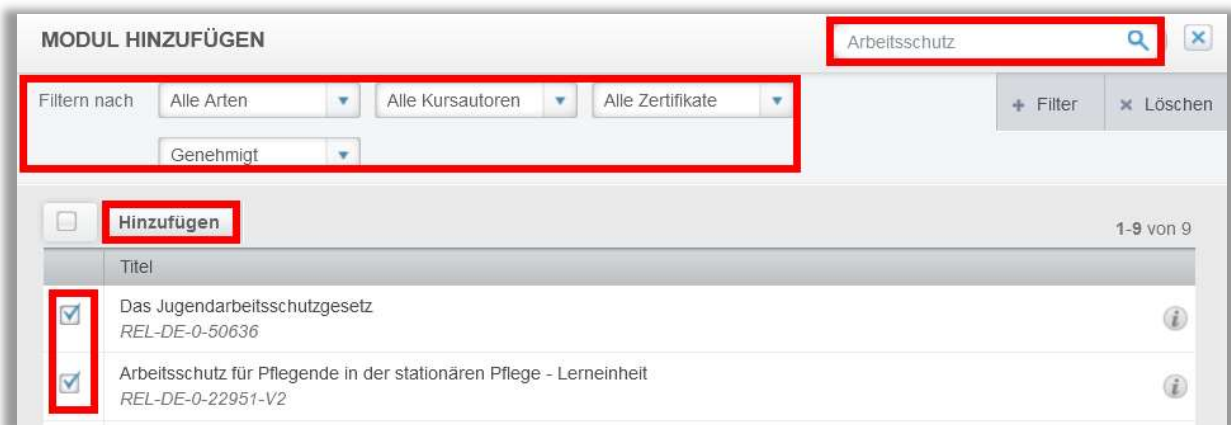 MODUL HINZUFÜGEN Arbeitsschutz
Filtern nach Alle Arten Alle Kursautoren Alle Zertifikate + Filter × Löschen
Genehmigt
Hinzufügen 1-9 von 9
Titel
Das Jugendarbeitsschutzgesetz
REL-DE-0-50636
Arbeitsschutz für Pflegende in der stationären Pflege - Lerneinheit
REL-DE-0-22951-V2